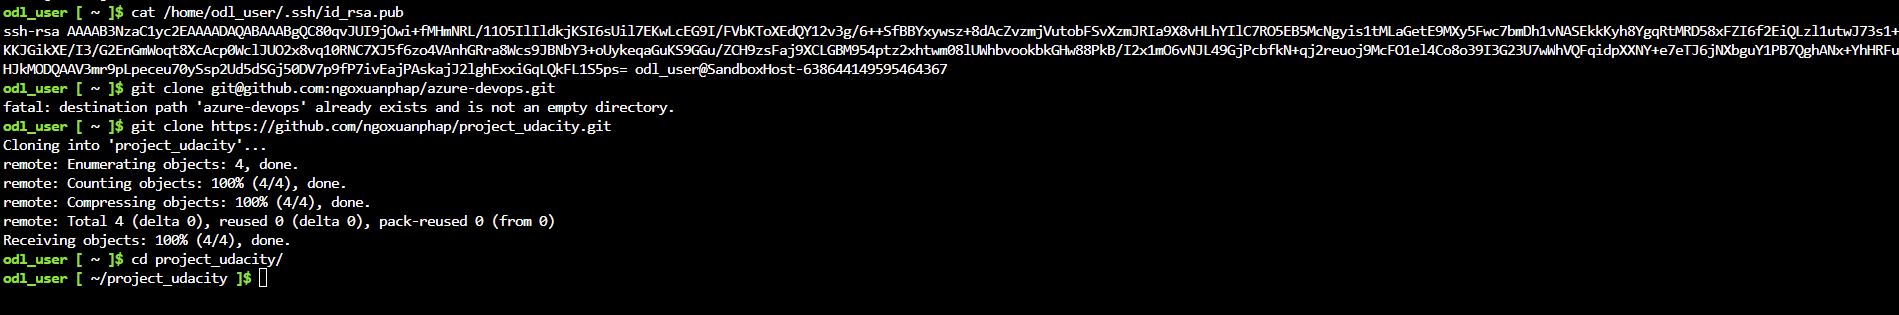 odl_user [ ~ ]$ cat /home/odl_user/.ssh/id_rsa.pub
ssh-rsa AAAAB3NzaC1yc2EAAAADAQABAAABgQC80qvJUI9jOwi+fMHmNRL/11O5IlIldkjKSI6sUil7EKwLcEG9I/FVbKToXEdQY12v3g/6++SfBBYxywsz+8dAcZvzmjVutobFSvXzmJRIa9X8vHLhYIlC7RO5EB5McNgyis1tMLaGetE9MXy5Fwc7bmDh1vNASEkkKyh8YgqRtMRD58xFZI6f2EiQLzl1utwJ73s1+
KKJGikXE/I3/G2EnGmWoqt8XcAcp0WclJUO2x8vq10RNC7XJ5f6zo4VAnhGRra8Wcs9JBNbY3+oUykeqaGuKS9GGu/ZCH9zsFaj9XCLGBM954ptz2xhtwm08lUWhbvookbkGHw88PkB/I2x1mO6vNJL49GjPcbfkN+qj2reuoj9McFO1el4Co8o39I3G23U7wWhVQFqidpXXNY+e7eTJ6jNXbguY1PB7QghANx+YhHRFu
HJkMODQAAV3mr9pLpeceu70ySsp2Ud5dSGj50DV7p9fP7ivEajPAskajJ2lghExxiGqLQkFL1S5ps= odl_user@SandboxHost-638644149595464367
odl_user [ ~ ]$ git clone git@github.com:ngoxuanphap/azure-devops.git
fatal: destination path 'azure-devops' already exists and is not an empty directory.
odl_user [ ~ ]$ git clone https://github.com/ngoxuanphap/project_udacity.git
Cloning into 'project_udacity'...
remote: Enumerating objects: 4, done.
remote: Counting objects: 100% (4/4), done.
remote: Compressing objects: 100% (4/4), done.
remote: Total 4 (delta 0), reused 0 (delta 0), pack-reused 0 (from 0)
Receiving objects: 100% (4/4), done.
odl_user [ ~ ]$ cd project_udacity/
odl_user [ ~/project_udacity ]$